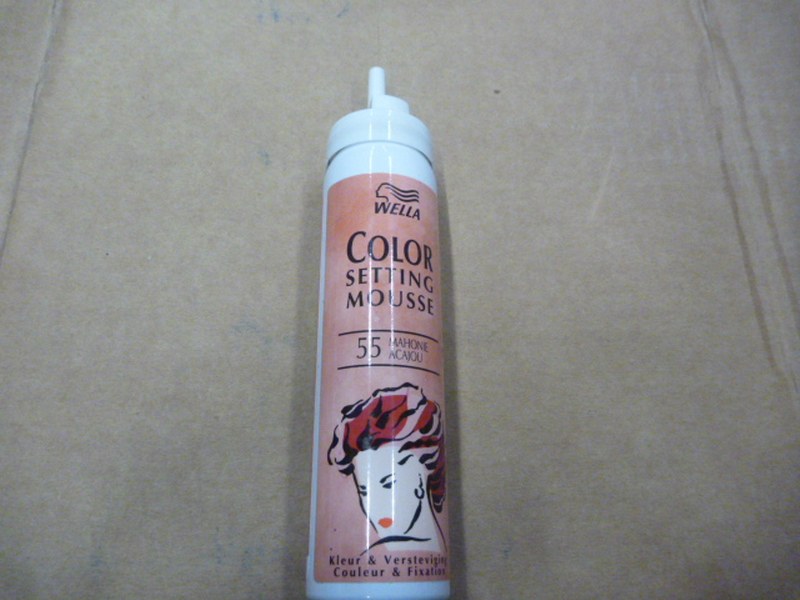 WELLA
COLOR
SETTING
MOUSSE
55 MAHONIE
ACAJOU
Kleur & Versteviging
Couleur & Fixation